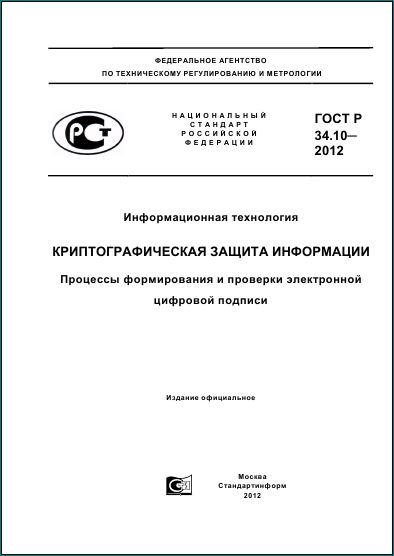 ФЕДЕРАЛЬНОЕ АГЕНТСТВО
ПО ТЕХНИЧЕСКОМУ РЕГУЛИРОВАНИЮ И МЕТРОЛОГИИ
РСТ
НАЦИОНАЛЬНЫЙ
СТАНДАРТ
РОССИЙСКОЙ
ФЕДЕРАЦИИ
ГОСТ Р
34.10—
2012
Информационная технология
КРИПТОГРАФИЧЕСКАЯ ЗАЩИТА ИНФОРМАЦИИ
Процессы формирования и проверки электронной
цифровой подписи
Издание официальное
Москва
Стандартинформ
2012